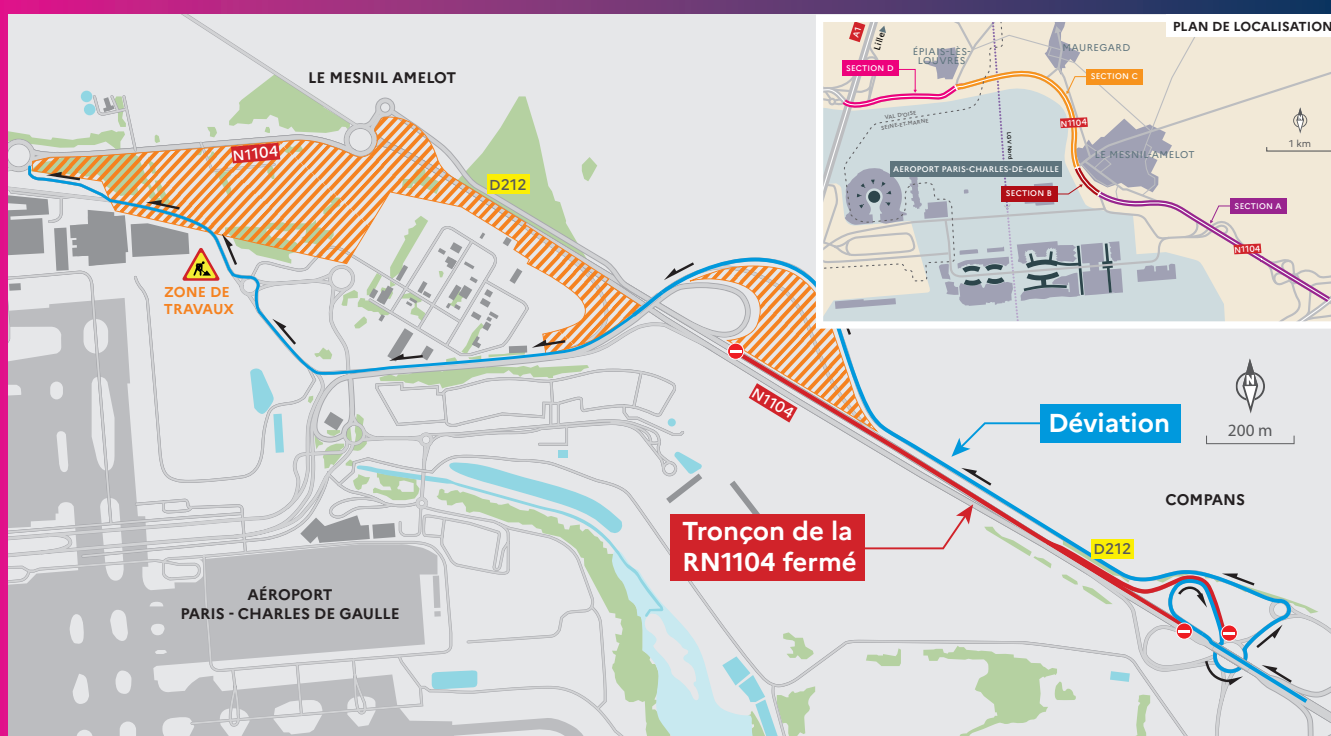 LE MESNIL AMELOT
N1104
D212
ZONE DE
TRAVAUX
N1104
Déviation
N
200 m
COMPANS
Tronçon de la
RN1104 fermé
D212
AÉROPORT
PARIS - CHARLES DE GAULLE
PLAN DE LOCALISATION
A1
Lille
ÉPIAIS-LÈS-
LOUVRES
MAUREGARD
SECTION D
SECTION C
VAL D'OISE
SEINE-ET-MARNE
LGV Nord
N1104
N
1 km
LE MESNIL-AMELOT
AEROPORT PARIS-CHARLES-DE-GAULLE
SECTION B
SECTION A
N1104